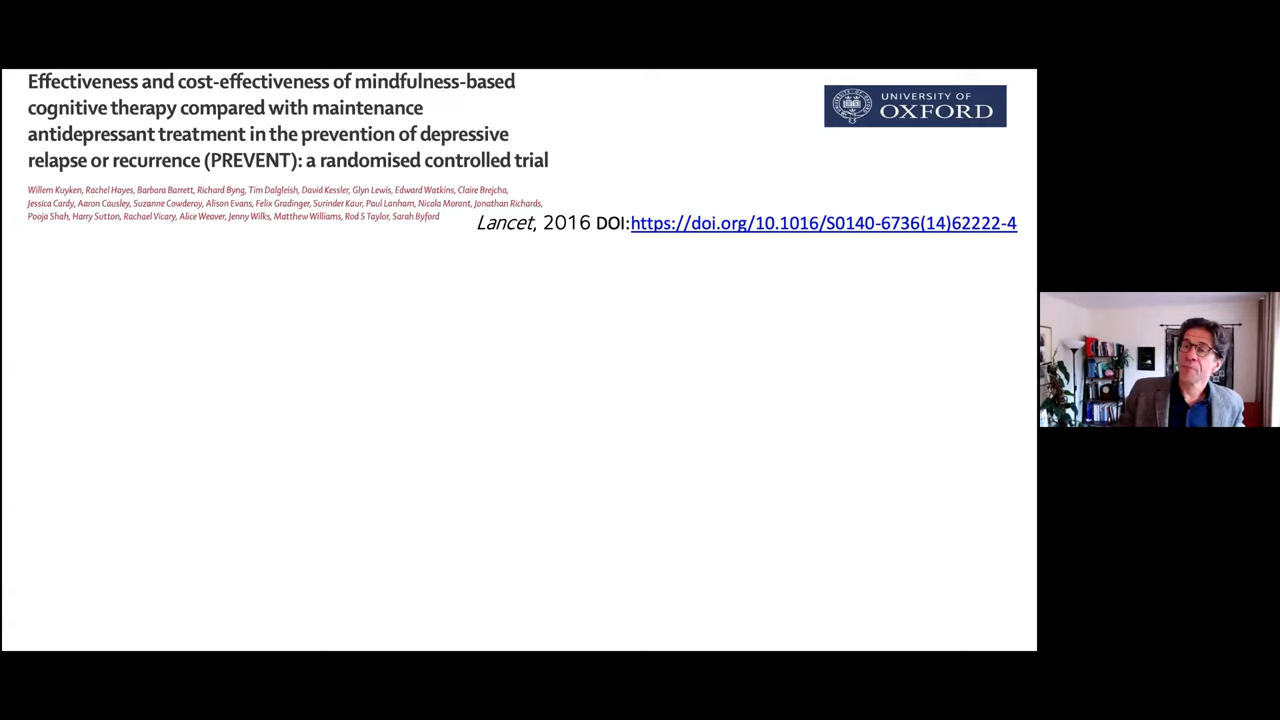 Effectiveness and cost-effectiveness of mindfulness-based
cognitive therapy compared with maintenance
antidepressant treatment in the prevention of depressive
relapse or recurrence (PREVENT): a randomised controlled trial
UNIVERSITY OF
OXFORD
Willem Kuyken, Rachel Hayes, Barbara Barrett, Richard Byng, Tim Dalgleish, David Kessler, Glyn Lewis, Edward Watkins, Claire Brejcha,
Jessica Cardy, Aaron Causley, Suzanne Cowderoy, Alison Evans, Felix Gradinger, Surinder Kaur, Paul Lanham, Nicola Morant, Jonathan Richards,
Pooja Shah, Harry Sutton, Rachael Vicary, Alice Weaver, Jenny Wilks, Matthew Williams, Rod S Taylor, Sarah Byford
Lancet, 2016 DOI:https://doi.org/10.1016/S0140-6736(14)62222-4